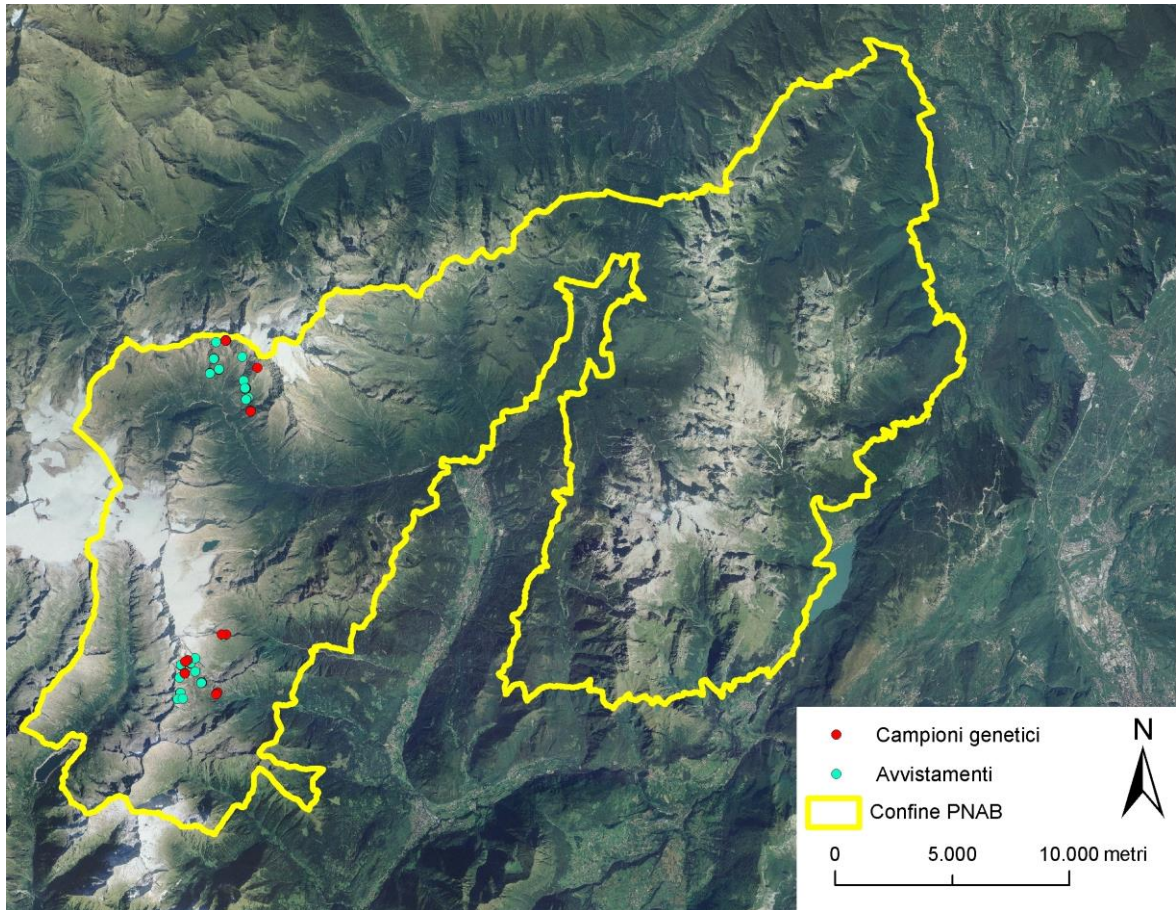 Campioni genetici
Avvistamenti
Confine PNAB
N
0 5.000 10.000 metri